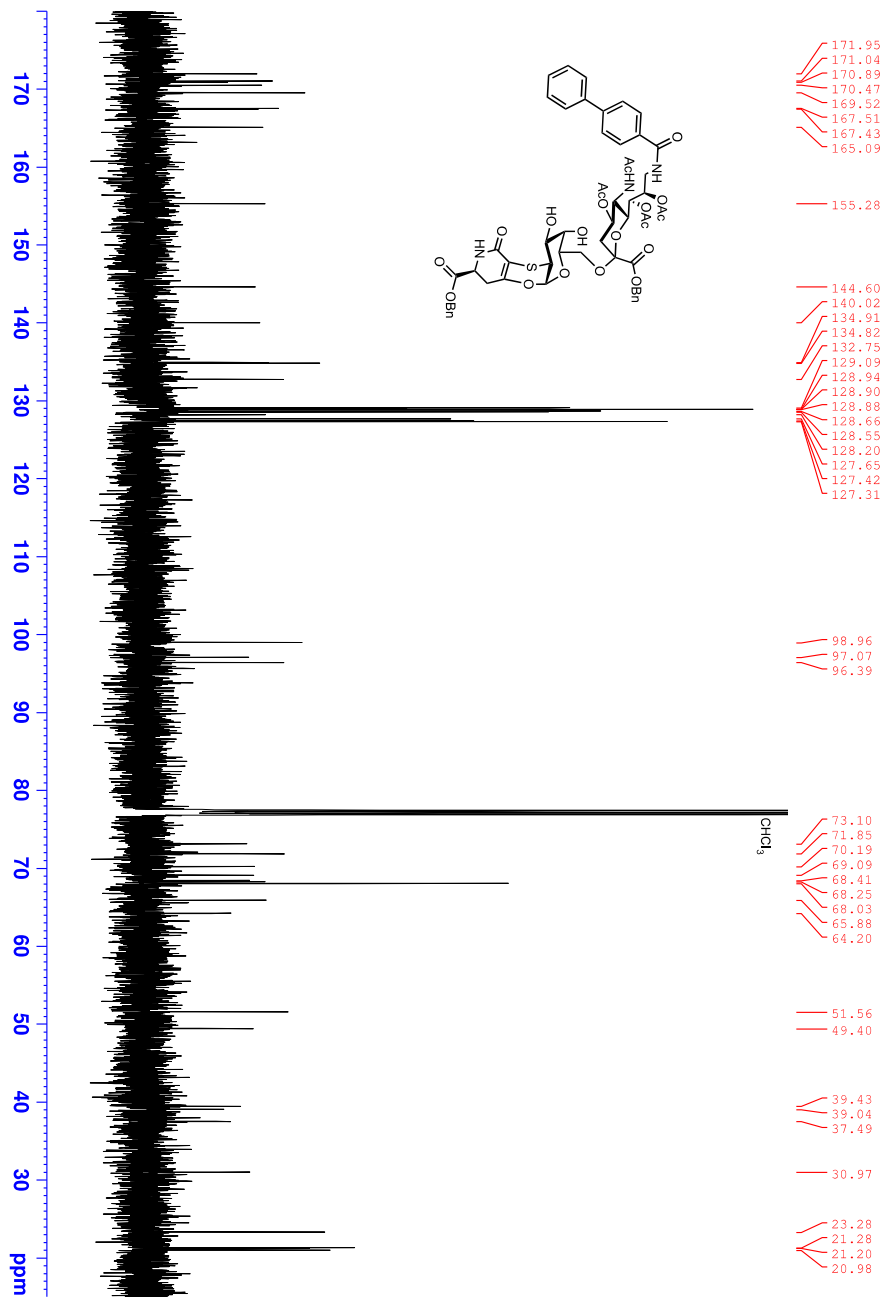 171.95
171.04
170.89
170.47
169.52
167.51
167.43
165.09
155.28
144.60
140.02
134.91
134.82
132.75
129.09
128.94
128.90
128.88
128.66
128.55
128.20
127.65
127.42
127.31
98.96
97.07
96.39
73.10
71.85
70.19
69.09
68.41
68.25
68.03
65.88
64.20
51.56
49.40
39.43
39.04
37.49
30.97
23.28
21.28
21.20
20.98
O
NH
AcHN
OAc
AcO
OAc
O
HO
OH
O
O
OBn
O
HN
S
O
O
O
OBn
CHCl3
170
160
150
140
130
120
110
100
90
80
70
60
50
40
30
ppm